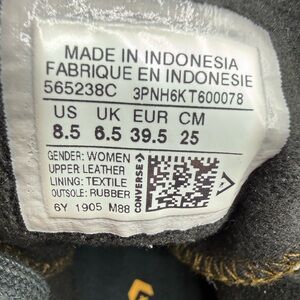 MADE IN INDONESIA
FABRIQUE EN INDONESIE
565238C 3PNH6KT600078
US UK EUR CM
8.5 6.5 39.5 25
GENDER: WOMEN
UPPER LEATHER
LINING: TEXTILE
OUTSOLE: RUBBER
6Y 1905 M88
CONVERSE